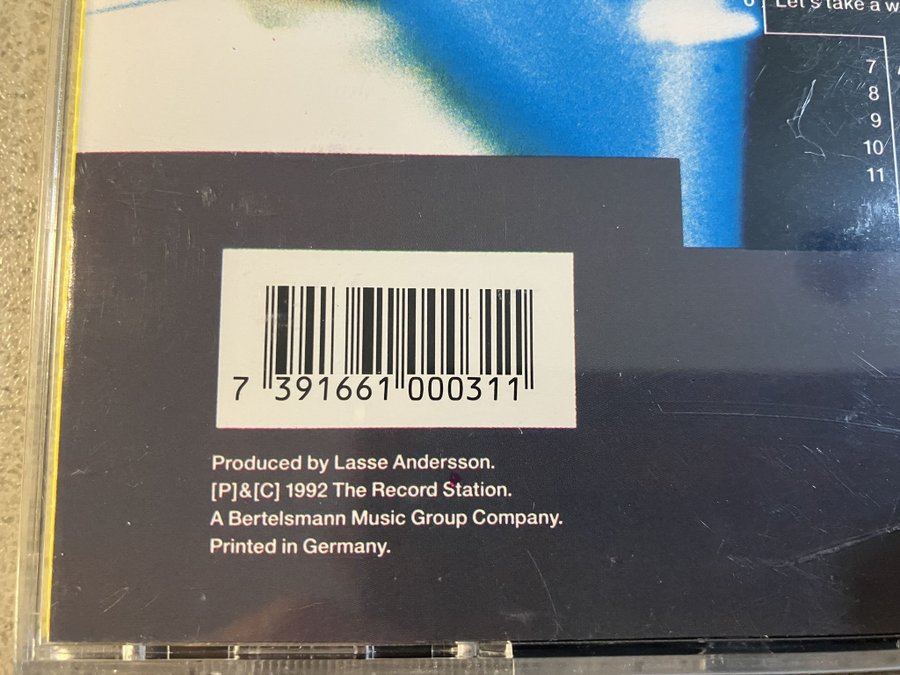 6 Let's take a
7
8
9
10
11
7 391661 000311
Produced by Lasse Andersson.
[P]&[C] 1992 The Record Station.
A Bertelsmann Music Group Company.
Printed in Germany.